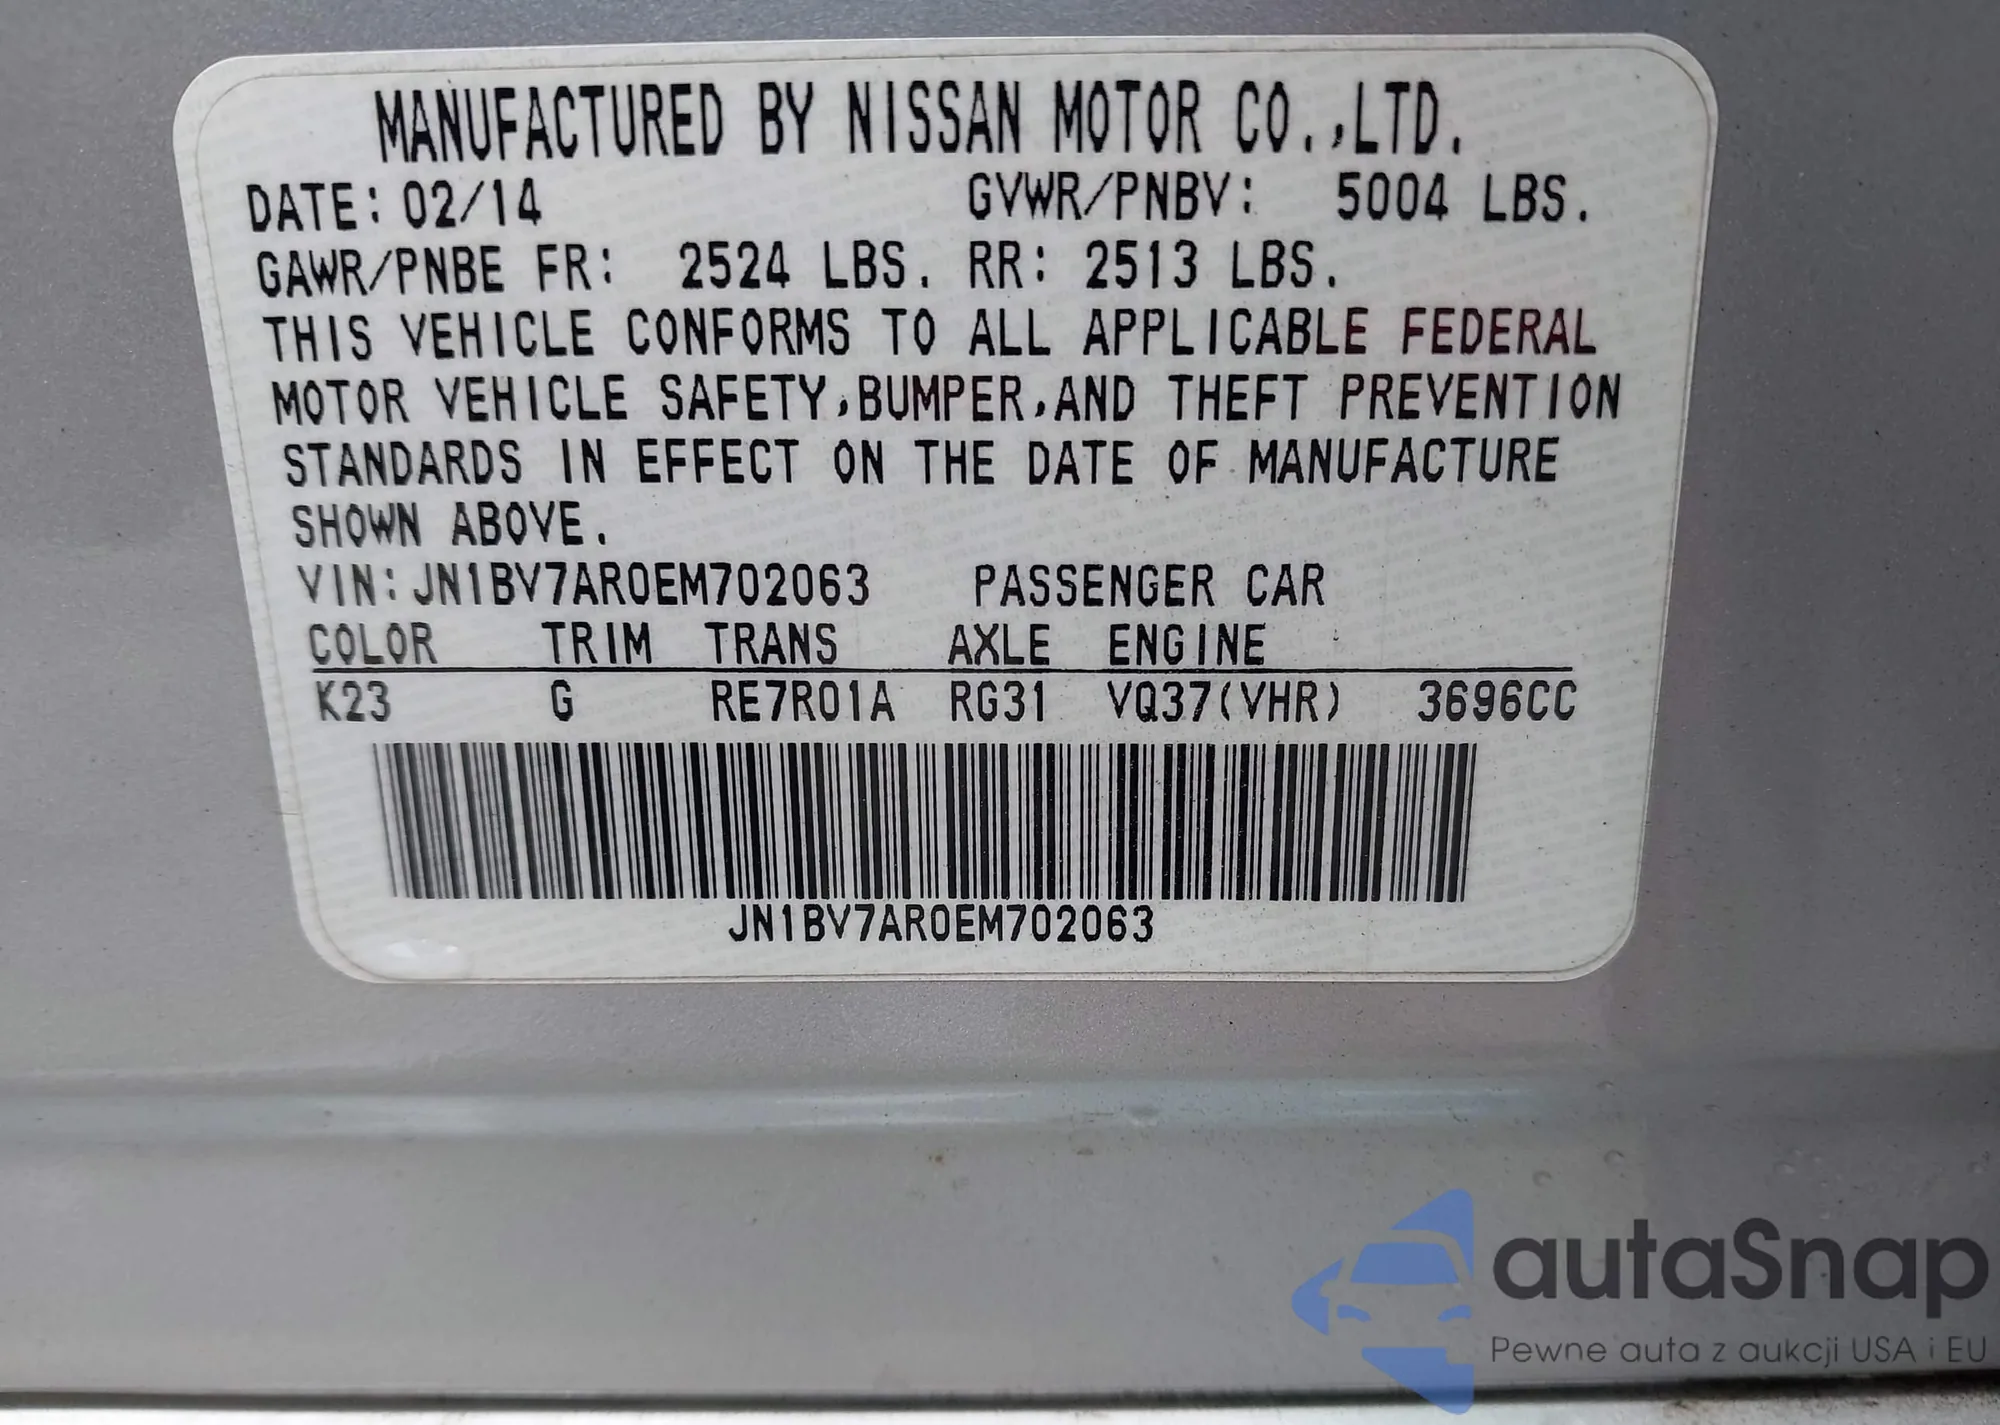 MANUFACTURED BY NISSAN MOTOR CO.,LTD.
DATE: 02/14 GVWR/PNBV: 5004 LBS.
GAWR/PNBE FR: 2524 LBS. RR: 2513 LBS.
THIS VEHICLE CONFORMS TO ALL APPLICABLE FEDERAL
MOTOR VEHICLE SAFETY,BUMPER,AND THEFT PREVENTION
STANDARDS IN EFFECT ON THE DATE OF MANUFACTURE
SHOWN ABOVE.
VIN:JN1BV7AR0EM702063 PASSENGER CAR
COLOR TRIM TRANS AXLE ENGINE
K23 G RE7R01A RG31 VQ37(VHR) 3696CC
JN1BV7AR0EM702063
autaSnap
Pewne auta z aukcji USA i EU